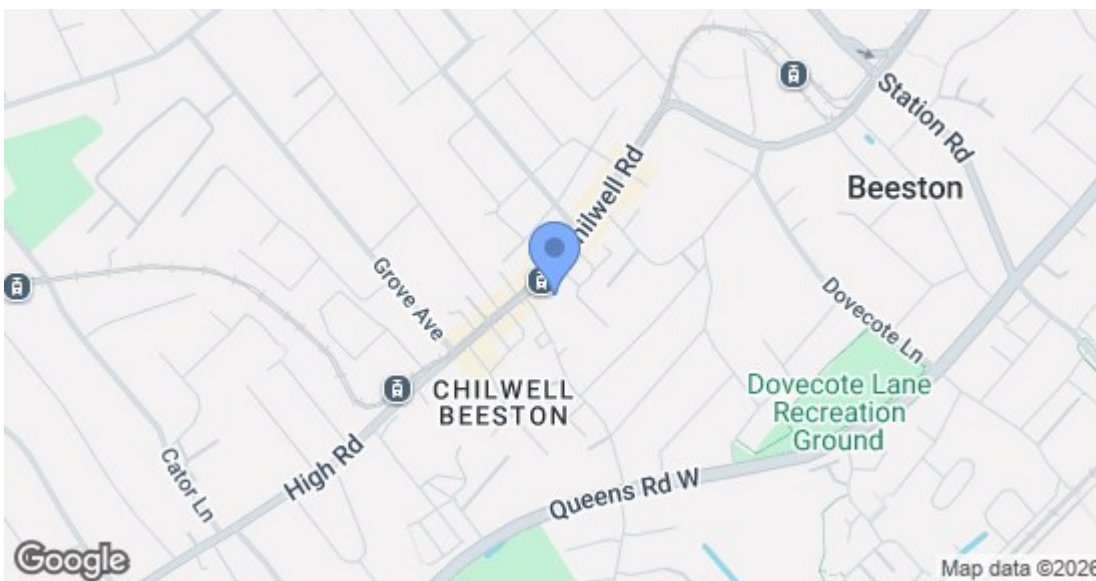 Station Rd
Beeston
Chilwell Rd
Grove Ave
Dovecote Ln
CHILWELL
BEESTON
Dovecote Lane
Recreation
Ground
High Rd
Cator Ln
Queens Rd W
Google
Map data ©2026